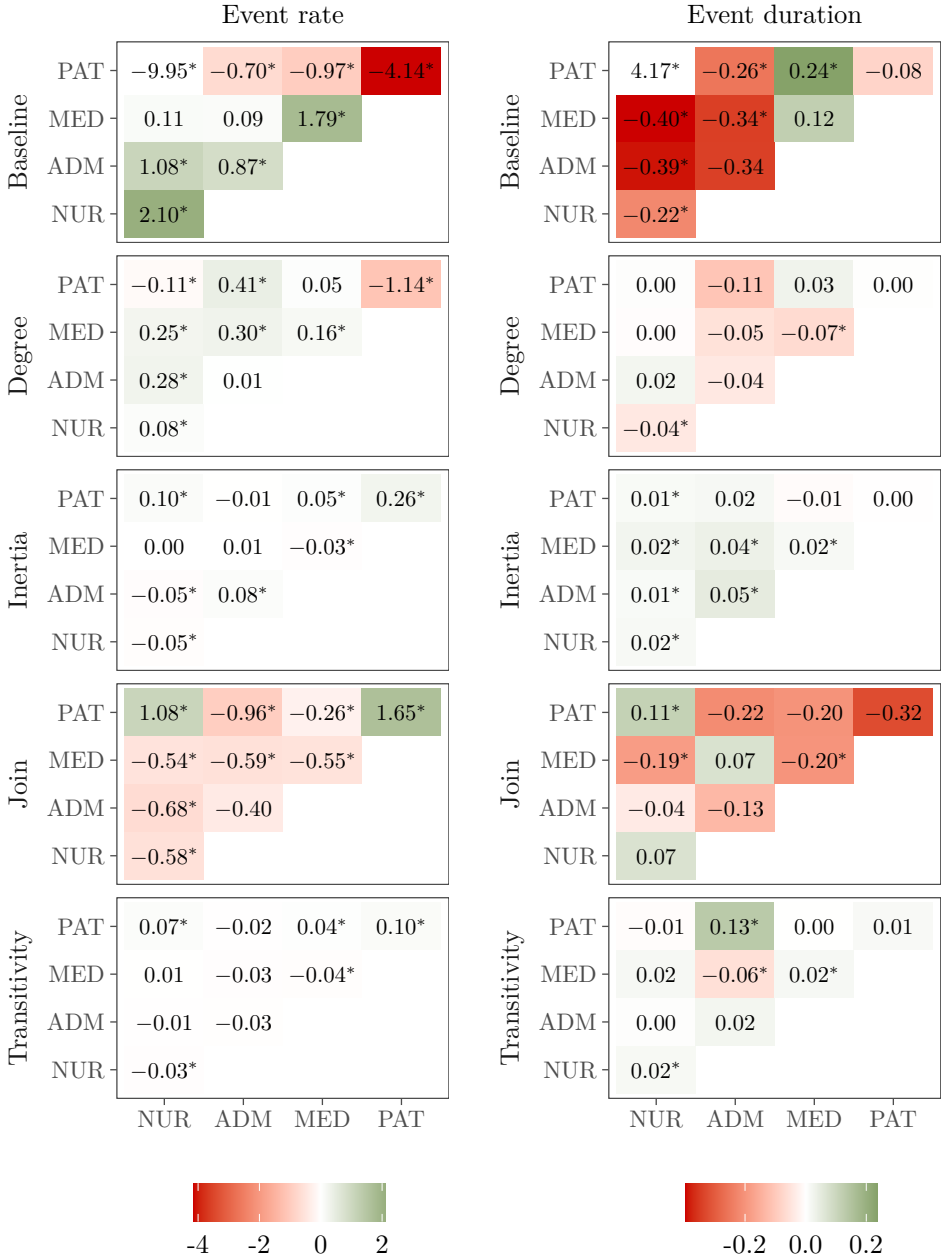 Event rate
Event duration
Baseline
PAT −9.95* −0.70* −0.97* −4.14*
MED 0.11 0.09 1.79*
ADM 1.08* 0.87*
NUR 2.10*
Baseline
PAT 4.17* −0.26* 0.24* −0.08
MED −0.40* −0.34* 0.12
ADM −0.39* −0.34
NUR −0.22*
Degree
PAT −0.11* 0.41* 0.05 −1.14*
MED 0.25* 0.30* 0.16*
ADM 0.28* 0.01
NUR 0.08*
Degree
PAT 0.00 −0.11 0.03 0.00
MED 0.00 −0.05 −0.07*
ADM 0.02 −0.04
NUR −0.04*
Inertia
PAT 0.10* −0.01 0.05* 0.26*
MED 0.00 0.01 −0.03*
ADM −0.05* 0.08*
NUR −0.05*
Inertia
PAT 0.01* 0.02 −0.01 0.00
MED 0.02* 0.04* 0.02*
ADM 0.01* 0.05*
NUR 0.02*
Join
PAT 1.08* −0.96* −0.26* 1.65*
MED −0.54* −0.59* −0.55*
ADM −0.68* −0.40
NUR −0.58*
Join
PAT 0.11* −0.22 −0.20 −0.32
MED −0.19* 0.07 −0.20*
ADM −0.04 −0.13
NUR 0.07
Transitivity
PAT 0.07* −0.02 0.04* 0.10*
MED 0.01 −0.03 −0.04*
ADM −0.01 −0.03
NUR −0.03*
NUR ADM MED PAT
Transitivity
PAT −0.01 0.13* 0.00 0.01
MED 0.02 −0.06* 0.02*
ADM 0.00 0.02
NUR 0.02*
NUR ADM MED PAT
-4 -2 0 2
-0.2 0.0 0.2